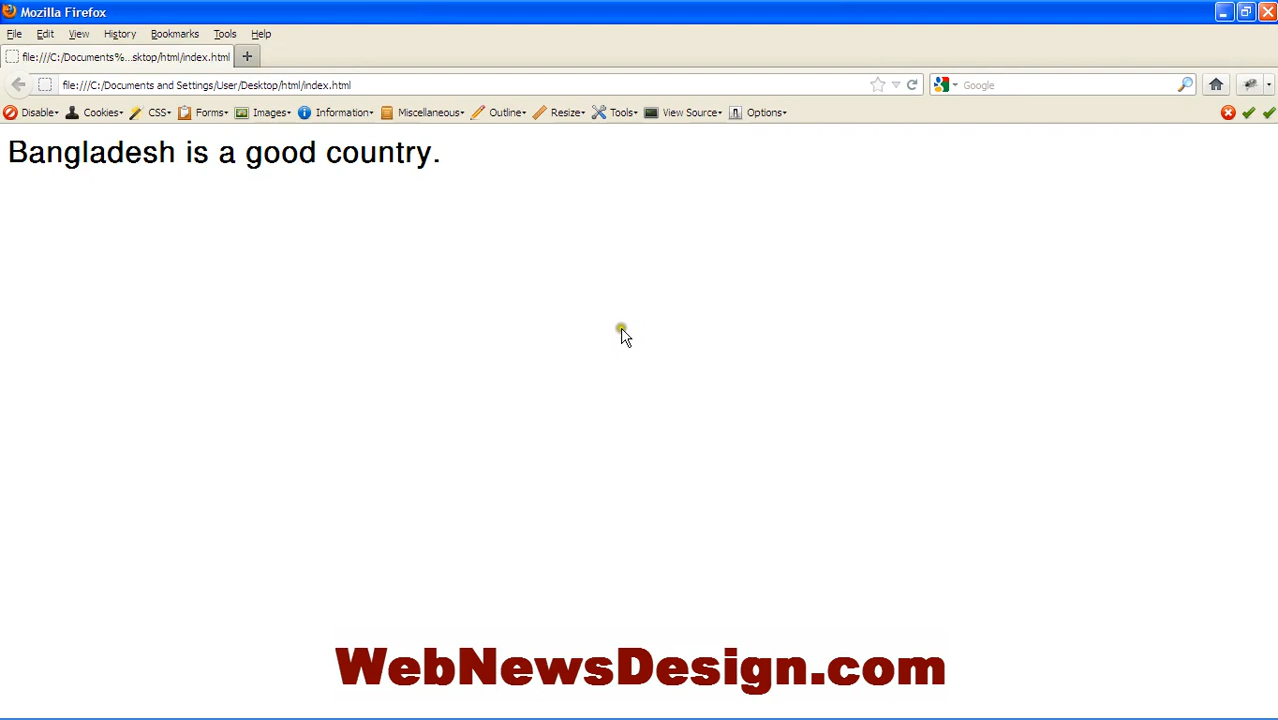 Mozilla Firefox
File Edit View History Bookmarks Tools Help
file:///C:/Documents%...sktop/html/index.html +
file:///C:/Documents and Settings/User/Desktop/html/index.html Google
Disable Cookies CSS Forms Images Information Miscellaneous Outline Resize Tools View Source Options
Bangladesh is a good country.
WebNewsDesign.com